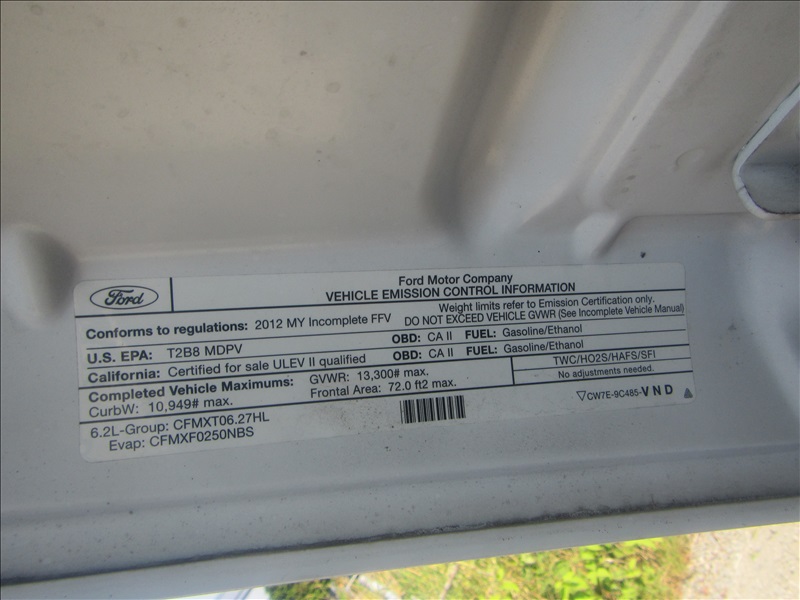 Ford
Ford Motor Company
VEHICLE EMISSION CONTROL INFORMATION
Conforms to regulations: 2012 MY Incomplete FFV
Weight limits refer to Emission Certification only.
DO NOT EXCEED VEHICLE GVWR (See Incomplete Vehicle Manual)
U.S. EPA: T2B8 MDPV OBD: CA II FUEL: Gasoline/Ethanol
California: Certified for sale ULEV II qualified OBD: CA II FUEL: Gasoline/Ethanol
Completed Vehicle Maximums: GVWR: 13,300# max.
CurbW: 10,949# max. Frontal Area: 72.0 ft2 max.
TWC/HO2S/HAFS/SFI
No adjustments needed.
6.2L-Group: CFMXT06.27HL
Evap: CFMXF0250NBS
CW7E-9C485-VND